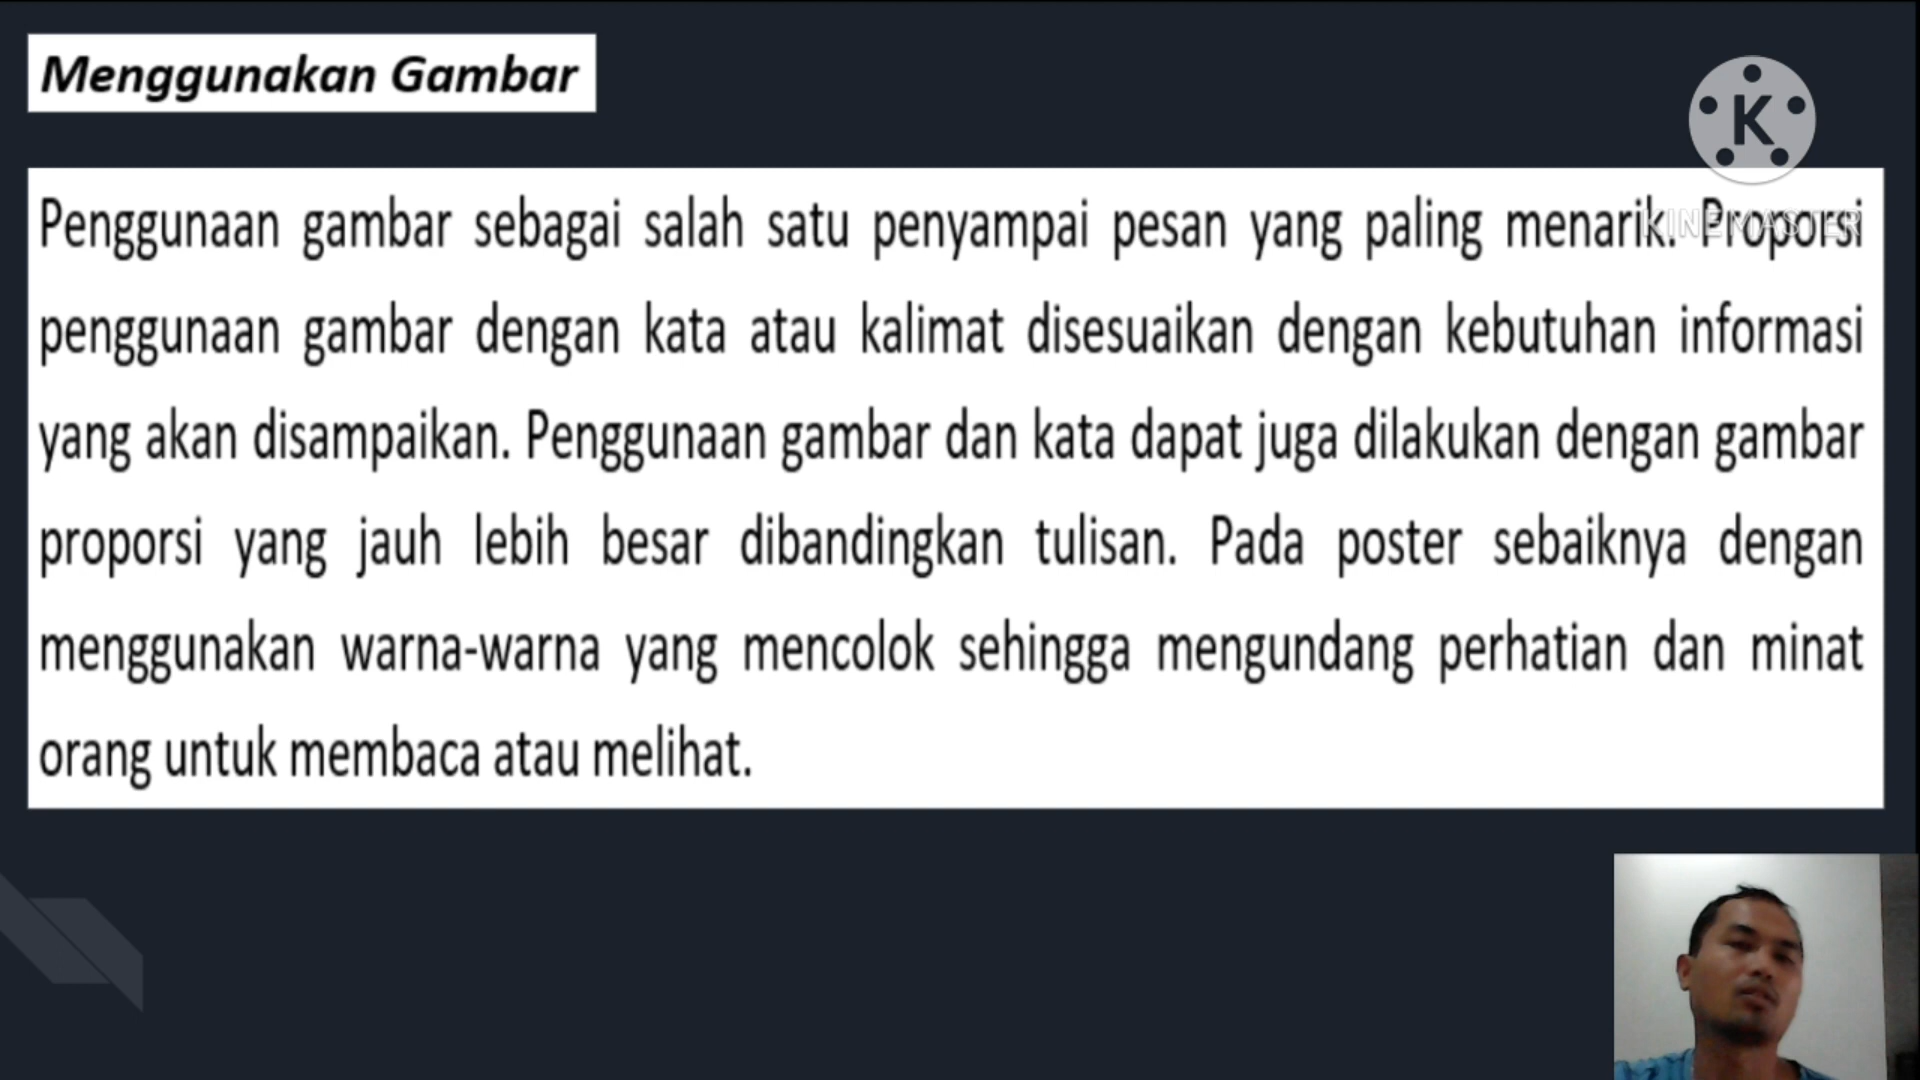 Menggunakan Gambar
K
KINEMASTER
Penggunaan gambar sebagai salah satu penyampai pesan yang paling menarik. Proporsi
penggunaan gambar dengan kata atau kalimat disesuaikan dengan kebutuhan informasi
yang akan disampaikan. Penggunaan gambar dan kata dapat juga dilakukan dengan gambar
proporsi yang jauh lebih besar dibandingkan tulisan. Pada poster sebaiknya dengan
menggunakan warna-warna yang mencolok sehingga mengundang perhatian dan minat
orang untuk membaca atau melihat.